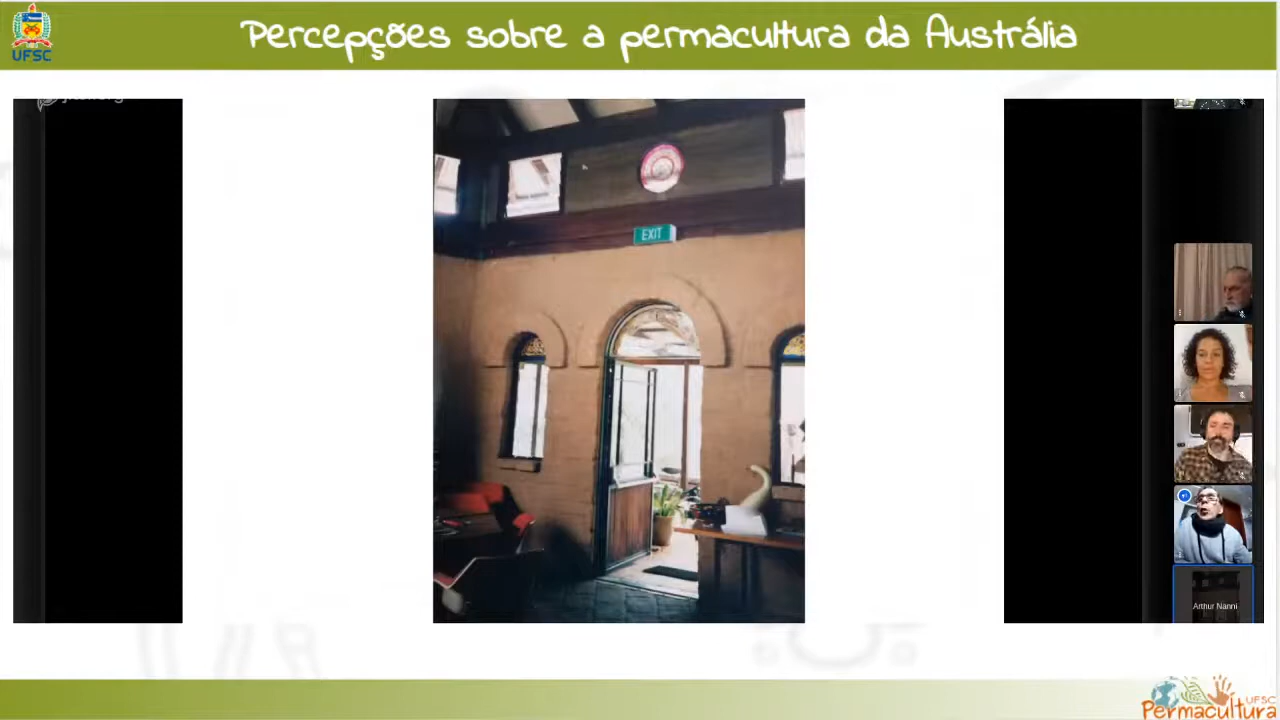 Percepções sobre a permacultura da Austrália
UFSC
EXIT
Arthur Nanni
UFSC
Permacultura